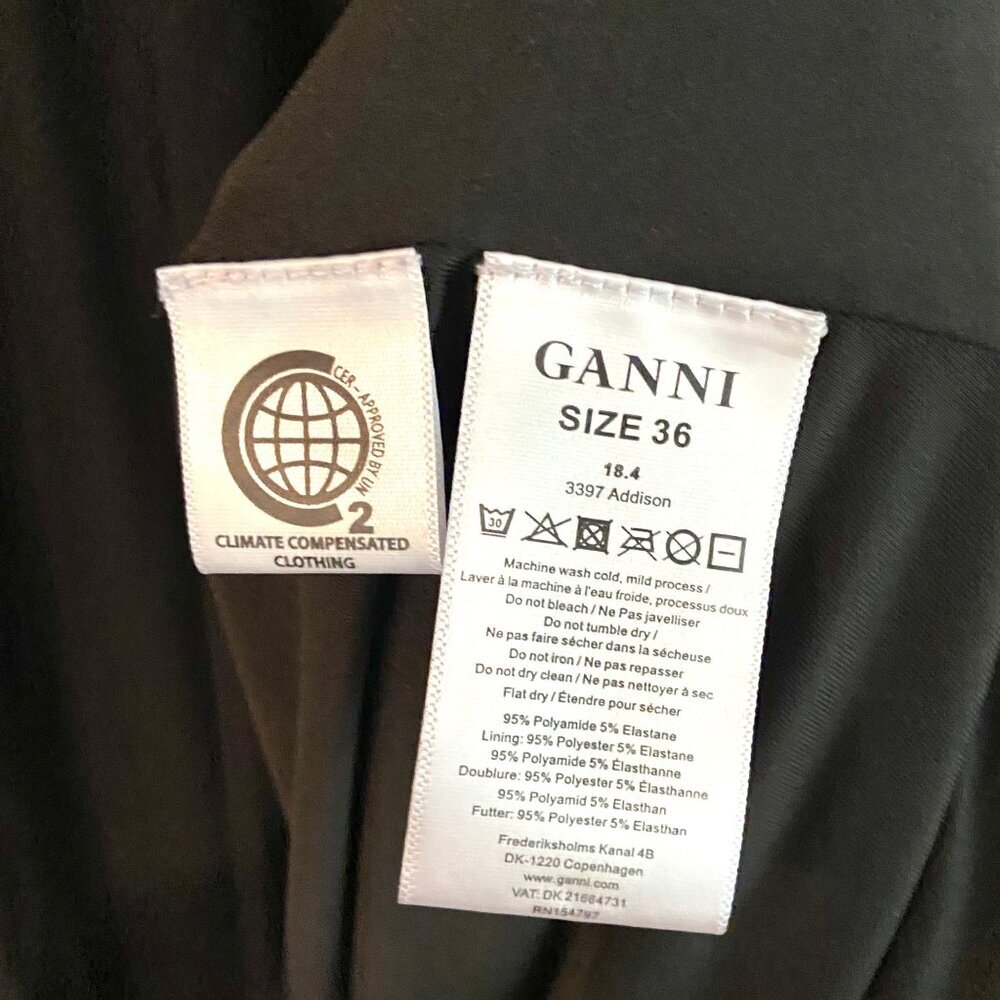 CER-APPROVED BY UN
2
CLIMATE COMPENSATED
CLOTHING
GANNI
SIZE 36
18.4
3397 Addison
30
Machine wash cold, mild process /
Laver à la machine à l'eau froide, processus doux
Do not bleach / Ne Pas javelliser
Do not tumble dry /
Ne pas faire sécher dans la sécheuse
Do not iron / Ne pas repasser
Do not dry clean / Ne pas nettoyer à sec
Flat dry / Étendre pour sécher
95% Polyamide 5% Elastane
Lining: 95% Polyester 5% Elastane
95% Polyamide 5% Élasthanne
Doublure: 95% Polyester 5% Élasthanne
95% Polyamid 5% Elasthan
Futter: 95% Polyester 5% Elasthan
Frederiksholms Kanal 4B
DK-1220 Copenhagen
www.ganni.com
VAT: DK 21664731
RN154797